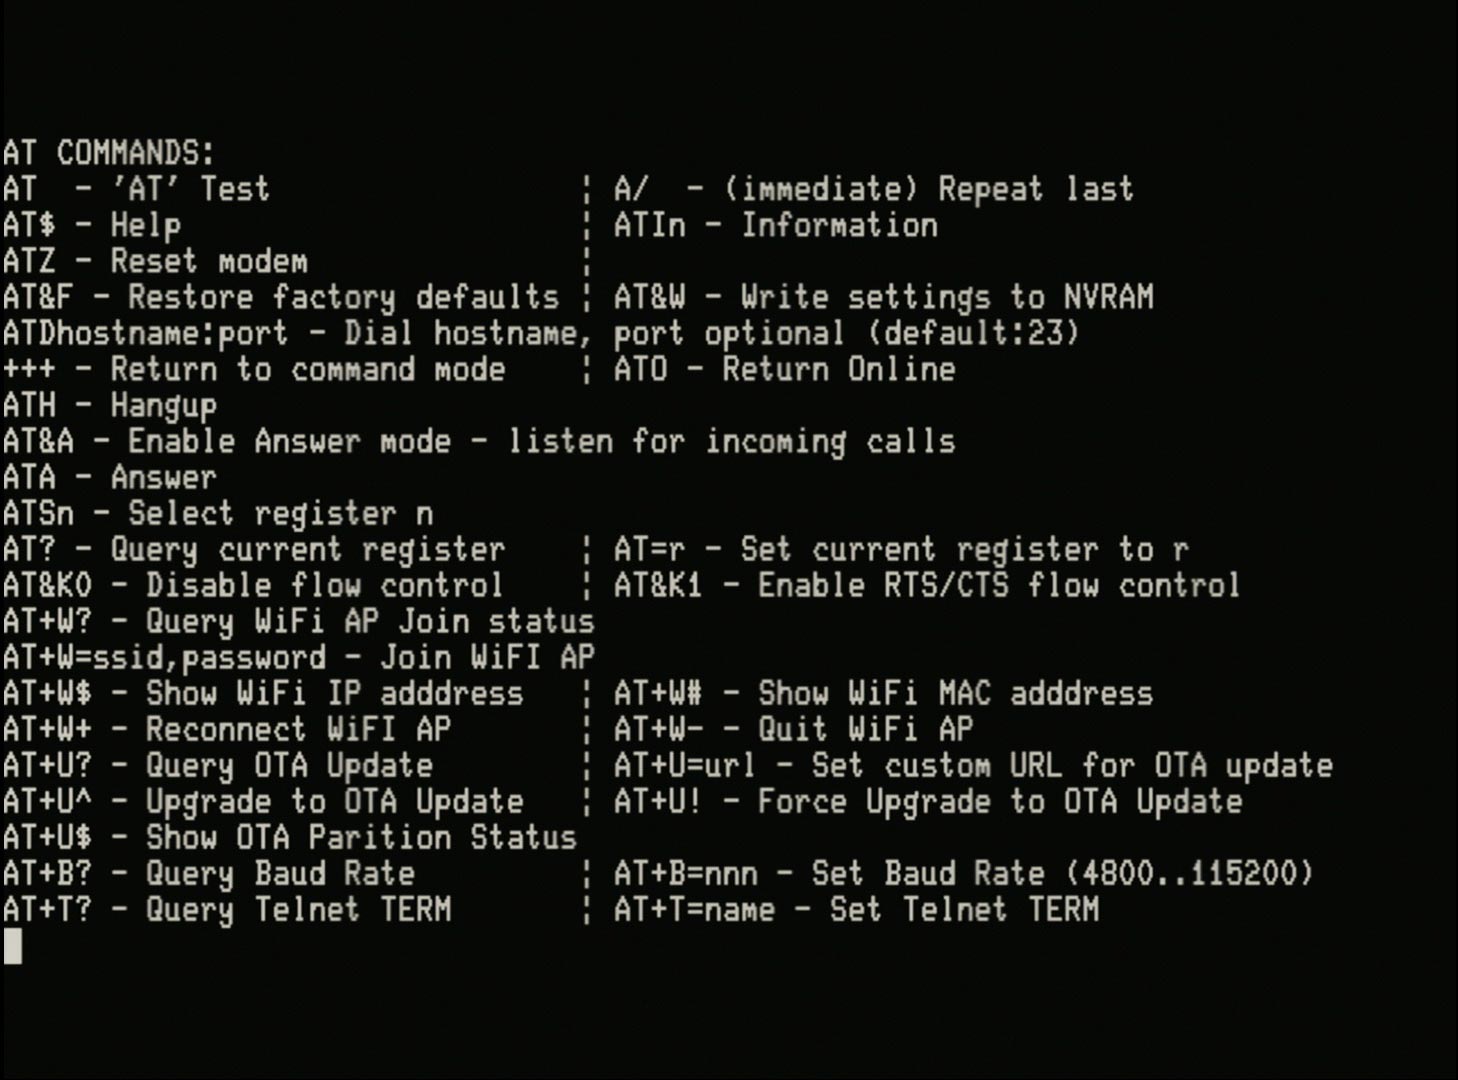 AT COMMANDS:
AT  - 'AT' Test ¦ A/  - (immediate) Repeat last
AT$ - Help ¦ ATIn - Information
ATZ - Reset modem ¦
AT&F - Restore factory defaults ¦ AT&W - Write settings to NVRAM
ATDhostname:port - Dial hostname, port optional (default:23)
+++ - Return to command mode ¦ ATO - Return Online
ATH - Hangup
AT&A - Enable Answer mode - listen for incoming calls
ATA - Answer
ATSn - Select register n
AT? - Query current register ¦ AT=r - Set current register to r
AT&K0 - Disable flow control ¦ AT&K1 - Enable RTS/CTS flow control
AT+W? - Query WiFi AP Join status
AT+W=ssid,password - Join WiFI AP
AT+W$ - Show WiFi IP adddress ¦ AT+W# - Show WiFi MAC adddress
AT+W+ - Reconnect WiFI AP ¦ AT+W- - Quit WiFi AP
AT+U? - Query OTA Update ¦ AT+U=url - Set custom URL for OTA update
AT+U^ - Upgrade to OTA Update ¦ AT+U! - Force Upgrade to OTA Update
AT+U$ - Show OTA Parition Status
AT+B? - Query Baud Rate ¦ AT+B=nnn - Set Baud Rate (4800..115200)
AT+T? - Query Telnet TERM ¦ AT+T=name - Set Telnet TERM